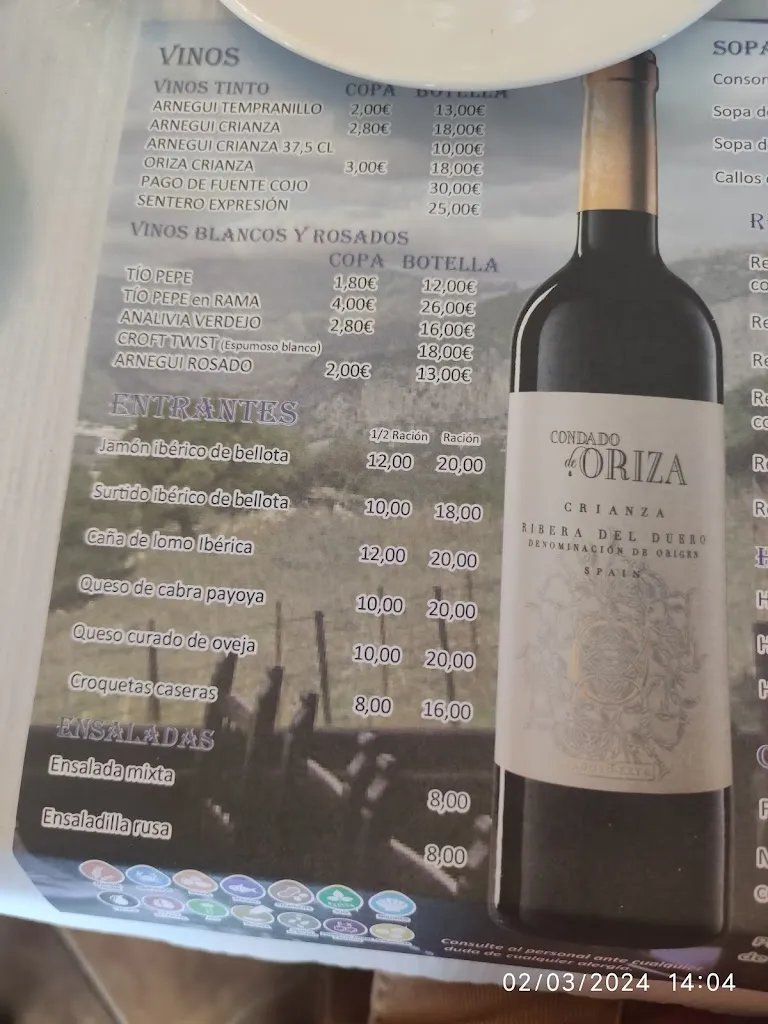 VINOS
VINOS TINTO COPA BOTELLA
ARNEGUI TEMPRANILLO 2,00€ 13,00€
ARNEGUI CRIANZA 2,80€ 18,00€
ARNEGUI CRIANZA 37,5 CL 10,00€
ORIZA CRIANZA 3,00€ 18,00€
PAGO DE FUENTE COJO 30,00€
SENTERO EXPRESIÓN 25,00€
VINOS BLANCOS Y ROSADOS
COPA BOTELLA
TÍO PEPE 1,80€ 12,00€
TÍO PEPE en RAMA 4,00€ 26,00€
ANALIVIA VERDEJO 2,80€ 16,00€
CROFT TWIST (Espumoso blanco) 18,00€
ARNEGUI ROSADO 2,00€ 13,00€
ENTRANTES
1/2 Ración Ración
Jamón ibérico de bellota 12,00 20,00
Surtido ibérico de bellota 10,00 18,00
Caña de lomo Ibérica 12,00 20,00
Queso de cabra payoya 10,00 20,00
Queso curado de oveja 10,00 20,00
Croquetas caseras 8,00 16,00
ENSALADAS
Ensalada mixta 8,00
Ensaladilla rusa 8,00
Consulte al personal ante cualquier
duda de cualquier alergia.
CONDADO
de ORIZA
CRIANZA
RIBERA DEL DUERO
DENOMINACIÓN DE ORIGEN
SPAIN
SOPA
Sopa d
Sopa d
Callos
02/03/2024 14:04